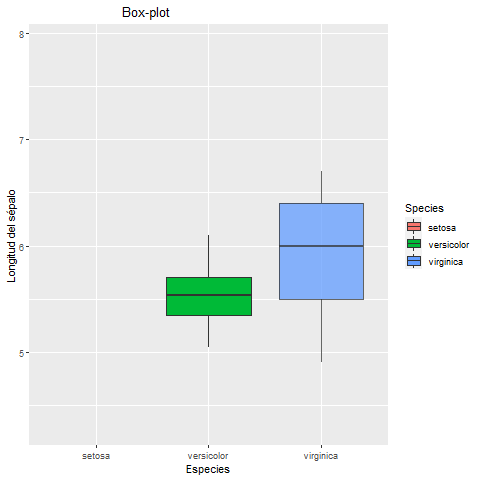 Box-plot
8
7
6
5
Longitud del sépalo
setosa versicolor virginica
Especies
Species
setosa
versicolor
virginica